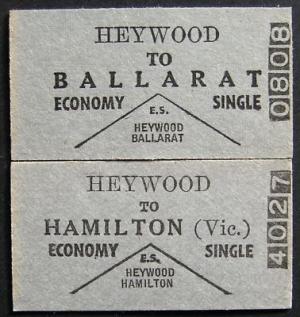 HEYWOOD
TO
BALLARAT
ECONOMY E.S. SINGLE
HEYWOOD
BALLARAT
0808
HEYWOOD
TO
HAMILTON (Vic.)
ECONOMY E.S. SINGLE
HEYWOOD
HAMILTON
4027